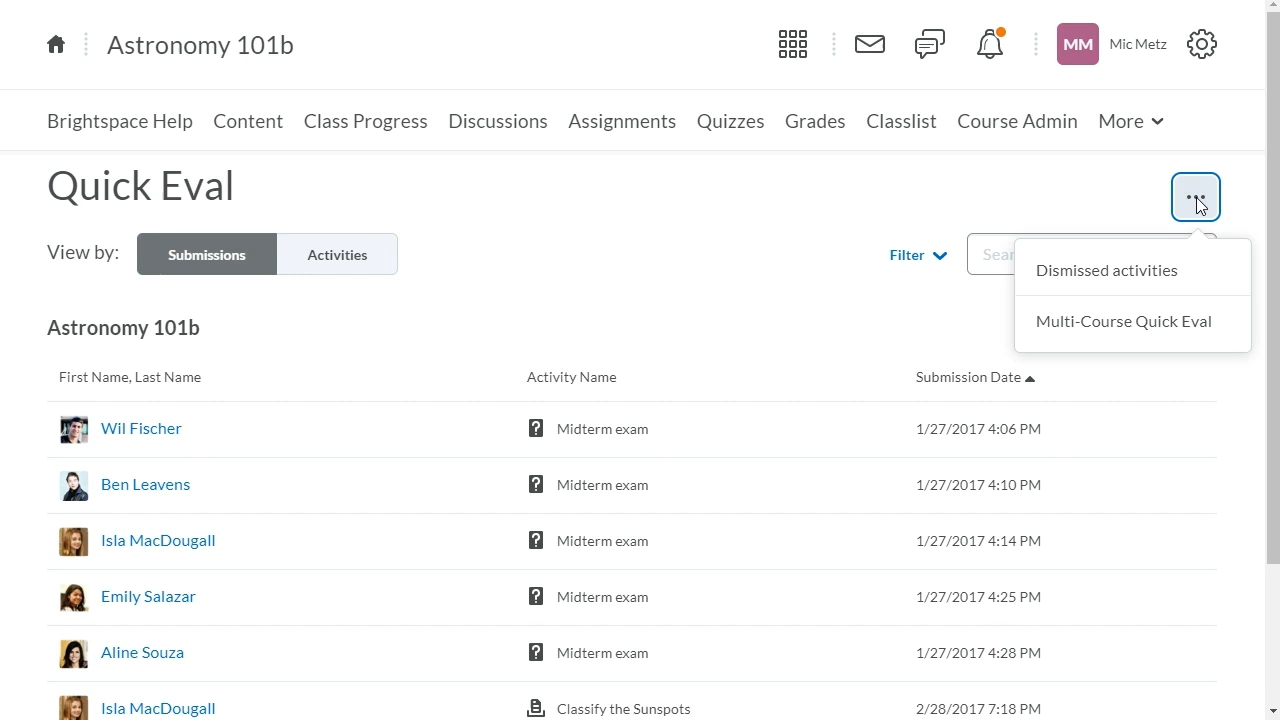 Astronomy 101b
MM
Mic Metz
Brightspace Help Content Class Progress Discussions Assignments Quizzes Grades Classlist Course Admin More
Quick Eval
View by: Submissions Activities Filter
Dismissed activities
Multi-Course Quick Eval
Astronomy 101b
First Name, Last Name Activity Name Submission Date
Wil Fischer Midterm exam 1/27/2017 4:06 PM
Ben Leavens Midterm exam 1/27/2017 4:10 PM
Isla MacDougall Midterm exam 1/27/2017 4:14 PM
Emily Salazar Midterm exam 1/27/2017 4:25 PM
Aline Souza Midterm exam 1/27/2017 4:28 PM
Isla MacDougall Classify the Sunspots 2/28/2017 7:18 PM